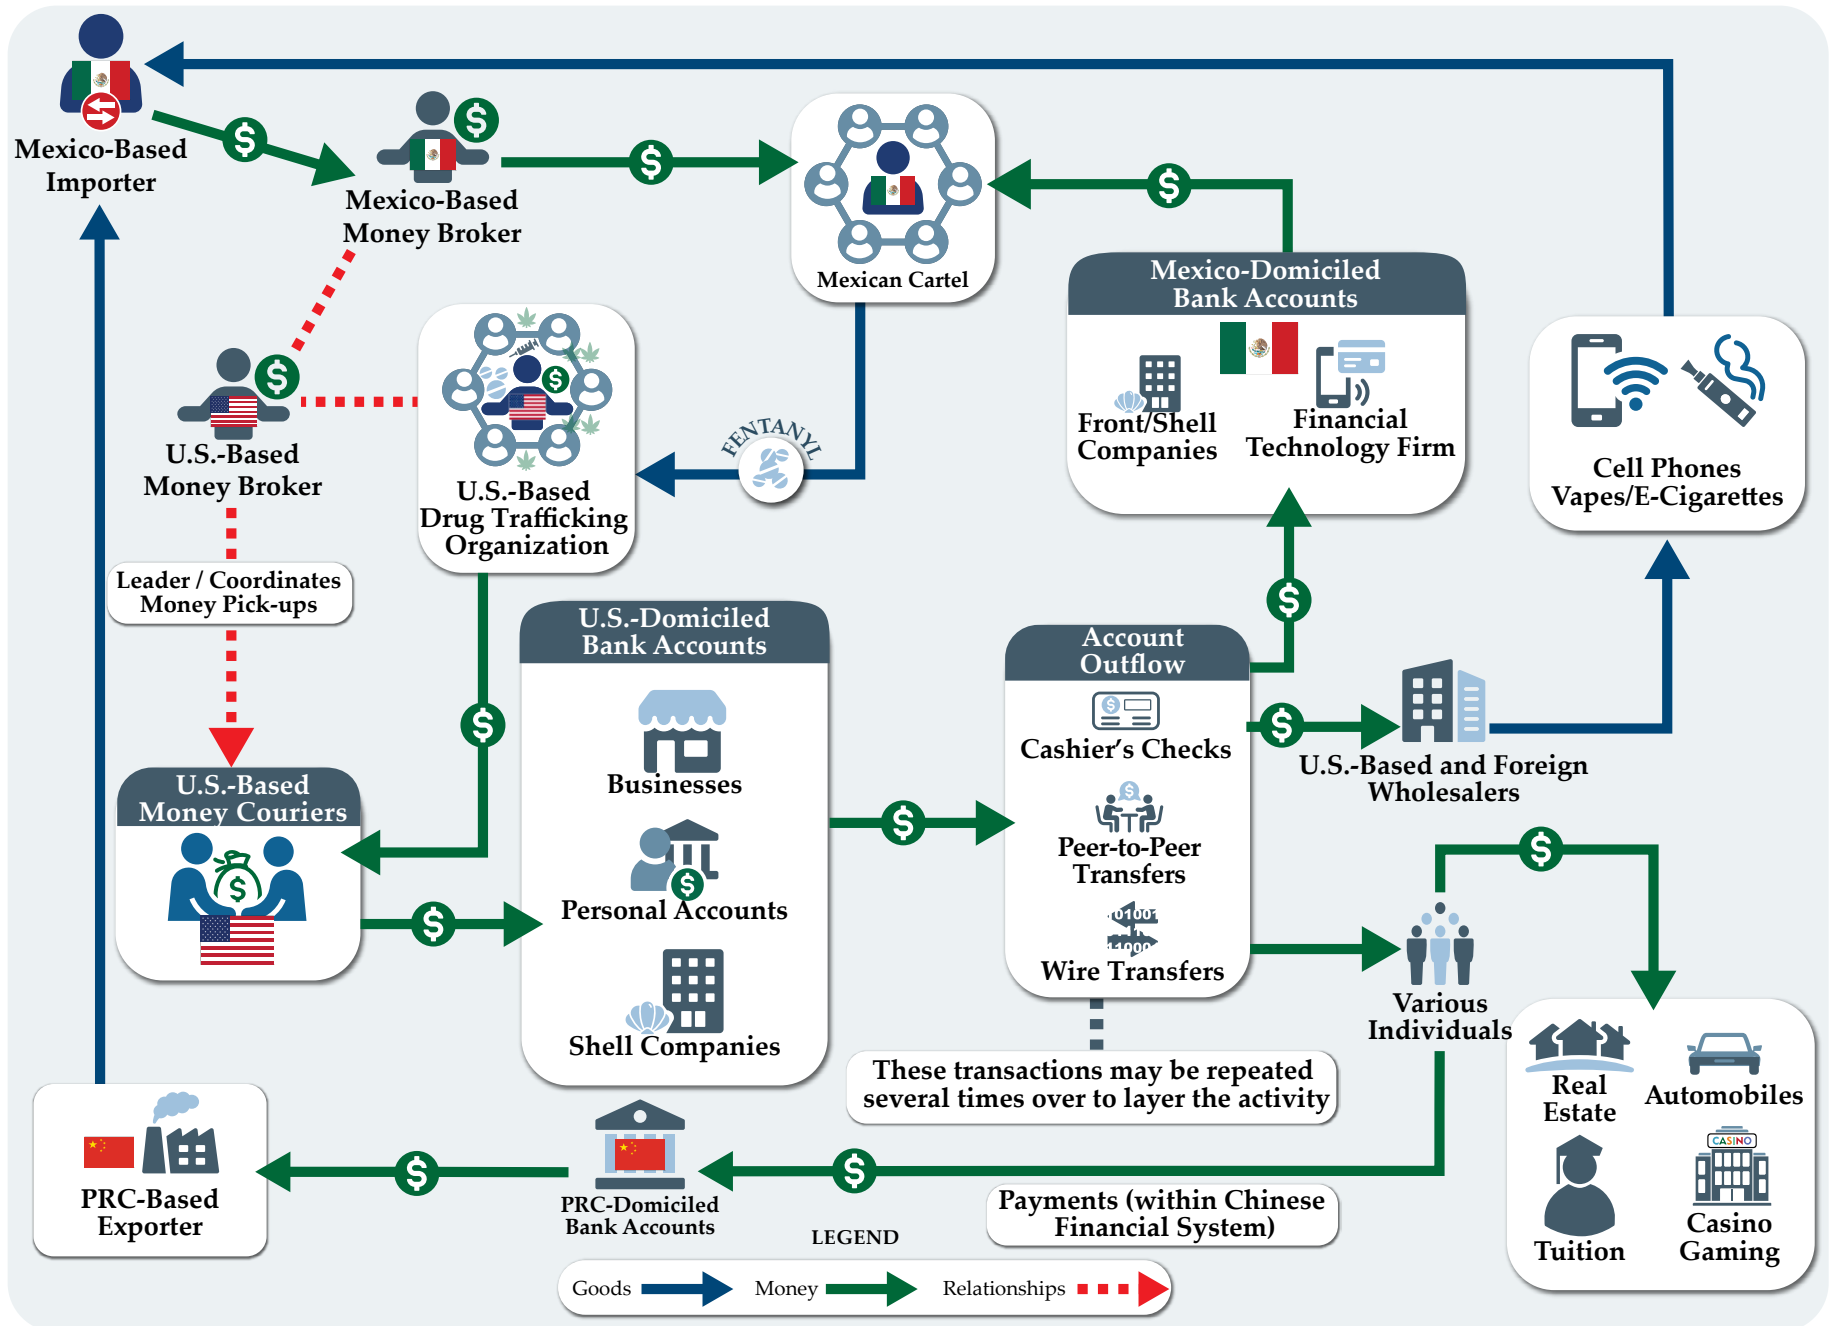 Mexico-Based
Importer
Mexico-Based
Money Broker
Mexican Cartel
Mexico-Domiciled
Bank Accounts
Front/Shell
Companies
Financial
Technology Firm
Cell Phones
Vapes/E-Cigarettes
U.S.-Based
Money Broker
U.S.-Based
Drug Trafficking
Organization
FENTANYL
Leader / Coordinates
Money Pick-ups
U.S.-Domiciled
Bank Accounts
Businesses
Personal Accounts
Shell Companies
Account
Outflow
Cashier's Checks
Peer-to-Peer
Transfers
101001
11000
Wire Transfers
U.S.-Based and Foreign
Wholesalers
U.S.-Based
Money Couriers
Various
Individuals
These transactions may be repeated
several times over to layer the activity
Real
Estate
Automobiles
CASINO
Tuition
Casino
Gaming
PRC-Based
Exporter
PRC-Domiciled
Bank Accounts
Payments (within Chinese
Financial System)
LEGEND
Goods
Money
Relationships